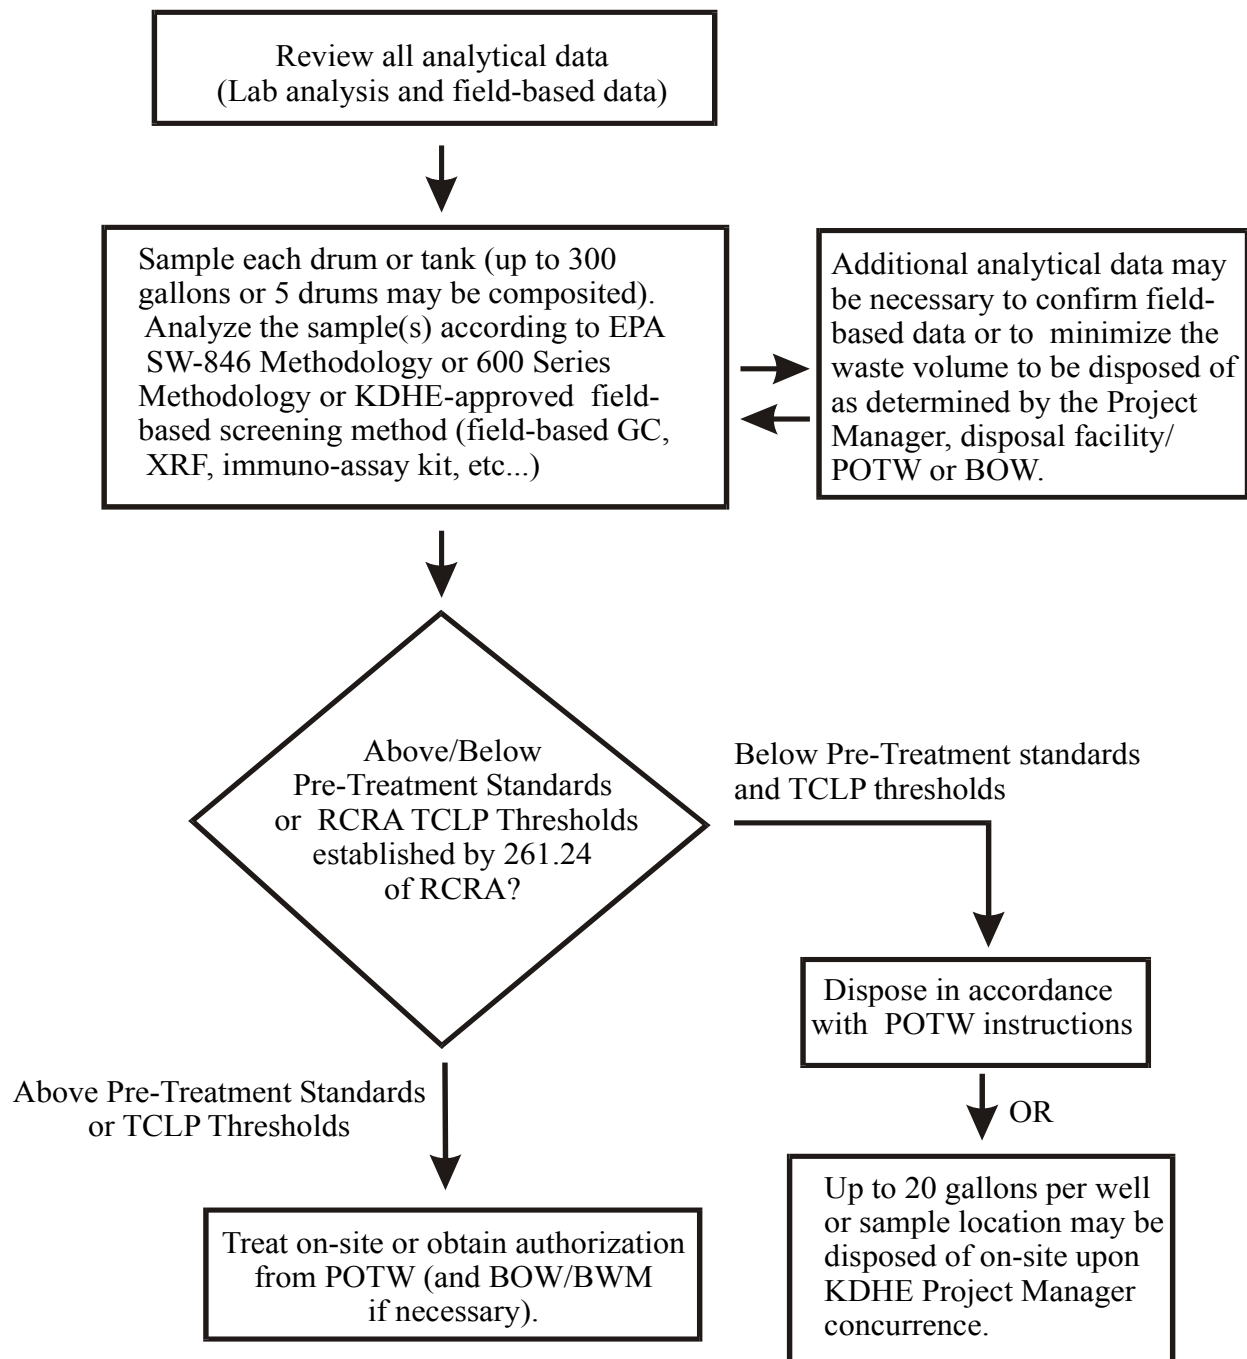 Review all analytical data
(Lab analysis and field-based data)
Sample each drum or tank (up to 300
gallons or 5 drums may be composited).
Analyze the sample(s) according to EPA
SW-846 Methodology or 600 Series
Methodology or KDHE-approved field-
based screening method (field-based GC,
XRF, immuno-assay kit, etc...)
Additional analytical data may
be necessary to confirm field-
based data or to minimize the
waste volume to be disposed of
as determined by the Project
Manager, disposal facility/
POTW or BOW.
Above/Below
Pre-Treatment Standards
or RCRA TCLP Thresholds
established by 261.24
of RCRA?
Below Pre-Treatment standards
and TCLP thresholds
Dispose in accordance
with POTW instructions
OR
Up to 20 gallons per well
or sample location may be
disposed of on-site upon
KDHE Project Manager
concurrence.
Above Pre-Treatment Standards
or TCLP Thresholds
Treat on-site or obtain authorization
from POTW (and BOW/BWM
if necessary).